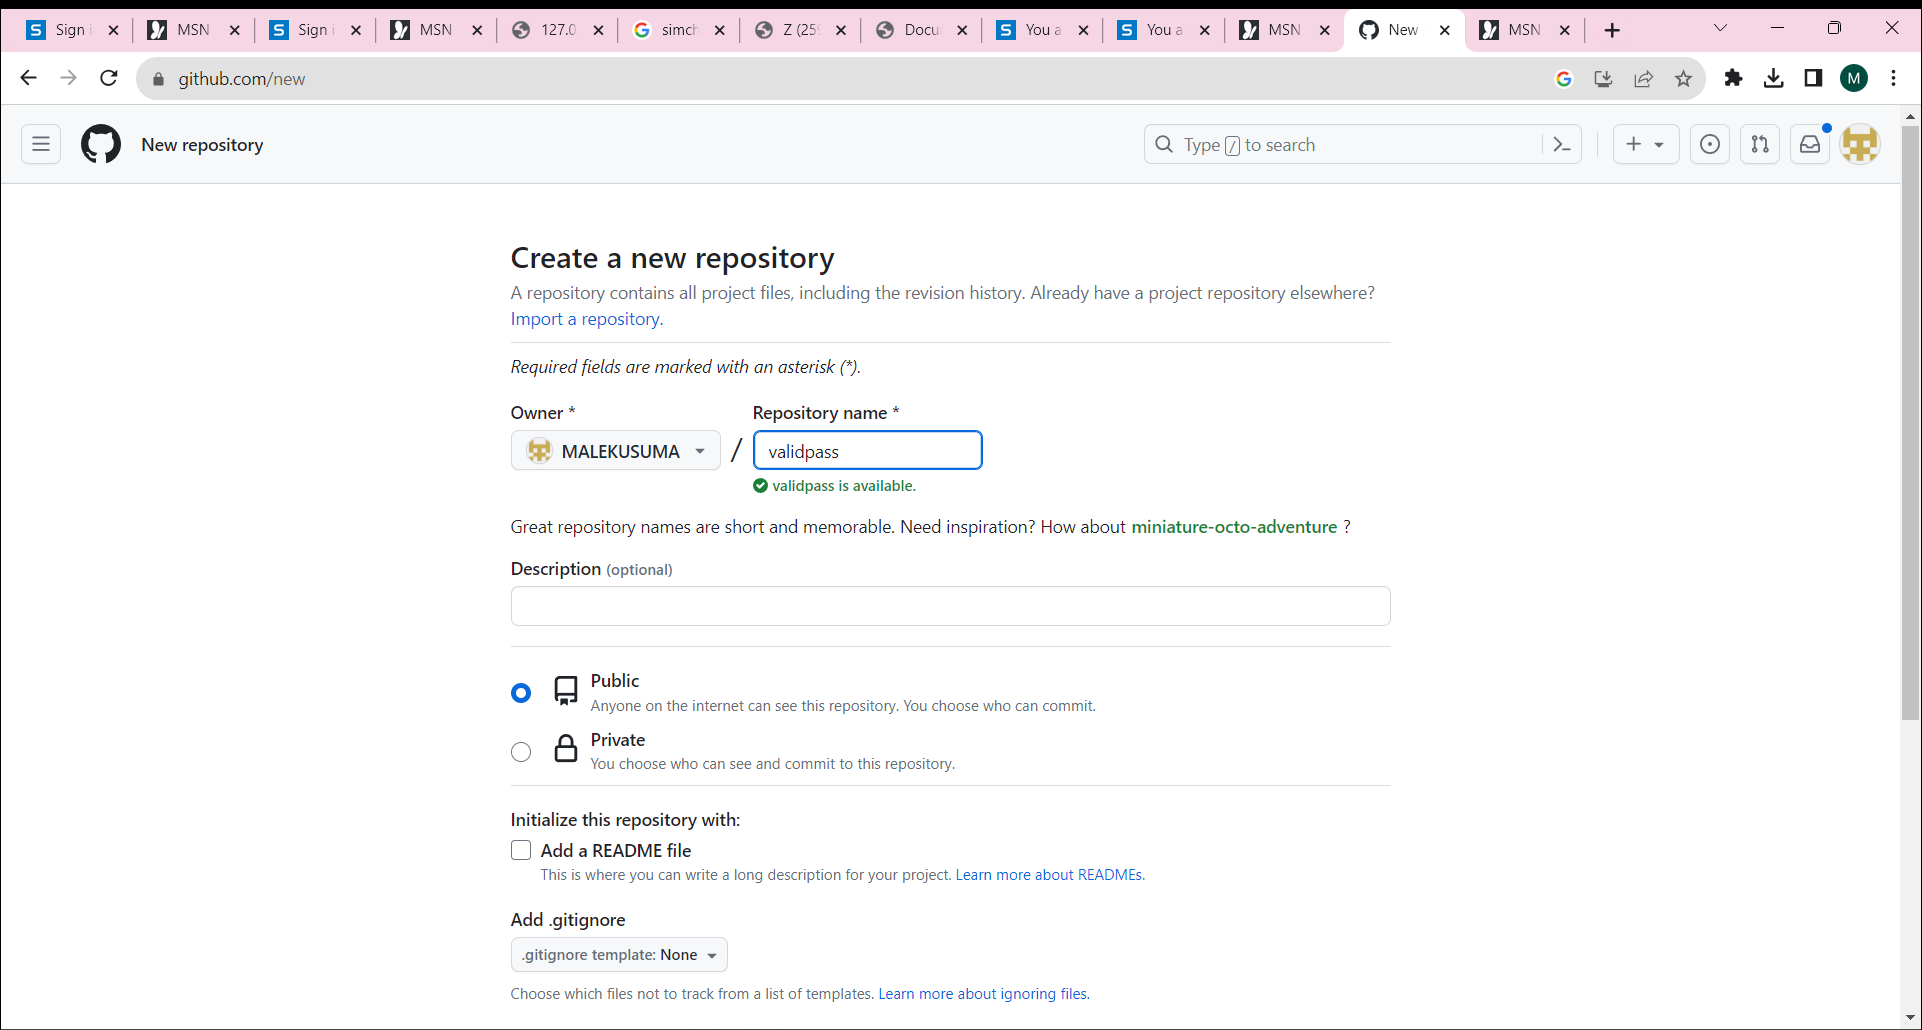 Sign i
MSN
Sign i
MSN
127.0
simch
Z (259
Docu
You a
You a
MSN
New
MSN
github.com/new
M
New repository
Type / to search
Create a new repository
A repository contains all project files, including the revision history. Already have a project repository elsewhere?
Import a repository.
Required fields are marked with an asterisk (*).
Owner *
Repository name *
MALEKUSUMA
/
validpass
validpass is available.
Great repository names are short and memorable. Need inspiration? How about miniature-octo-adventure ?
Description (optional)
Public
Anyone on the internet can see this repository. You choose who can commit.
Private
You choose who can see and commit to this repository.
Initialize this repository with:
Add a README file
This is where you can write a long description for your project. Learn more about READMEs.
Add .gitignore
.gitignore template: None
Choose which files not to track from a list of templates. Learn more about ignoring files.